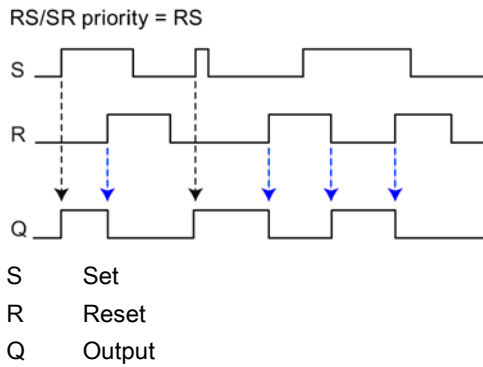 RS/SR priority = RS
S
R
Q
S Set
R Reset
Q Output